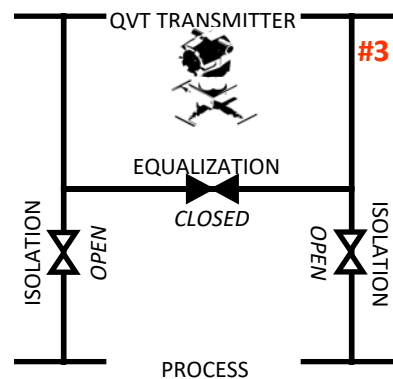 QVT TRANSMITTER
#3
EQUALIZATION
CLOSED
ISOLATION
OPEN
OPEN
ISOLATION
PROCESS